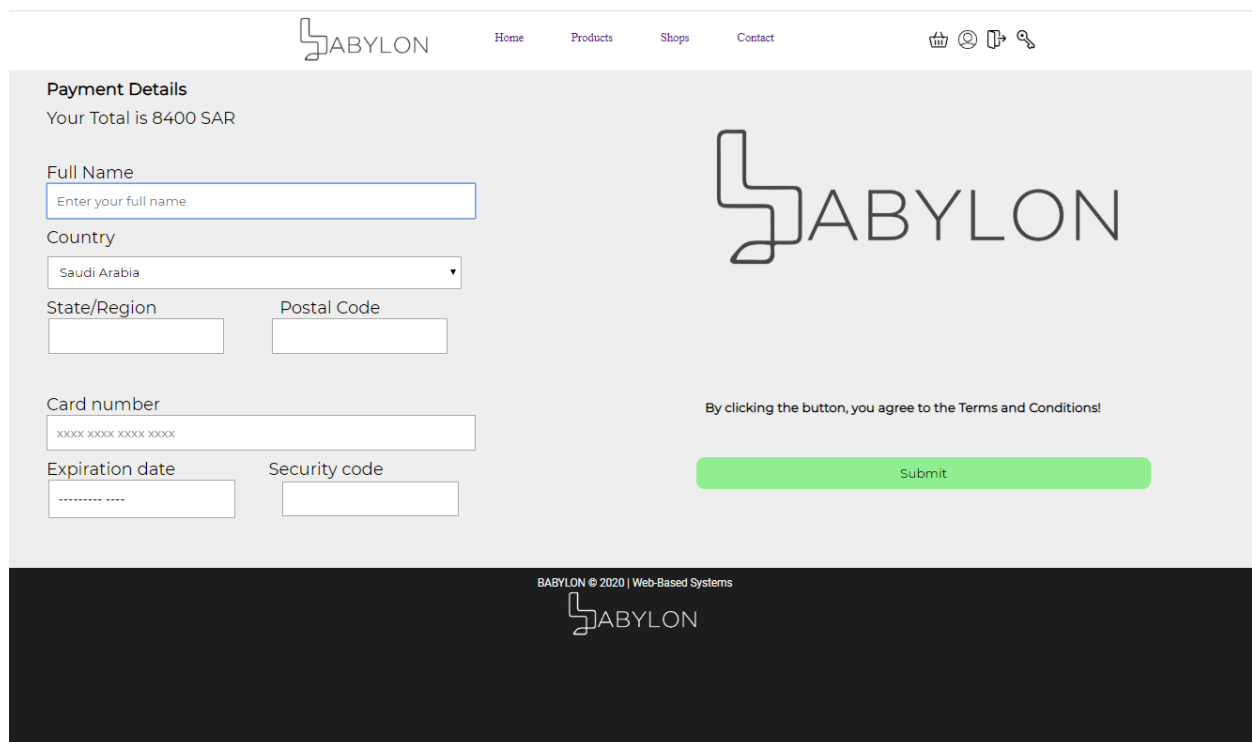 BABYLON Home Products Shops Contact
Payment Details
Your Total is 8400 SAR
Full Name
Enter your full name
Country
Saudi Arabia
State/Region Postal Code
Card number
xxxx xxxx xxxx xxxx
Expiration date Security code
--------- ----
BABYLON
By clicking the button, you agree to the Terms and Conditions!
Submit
BABYLON © 2020 | Web-Based Systems
BABYLON